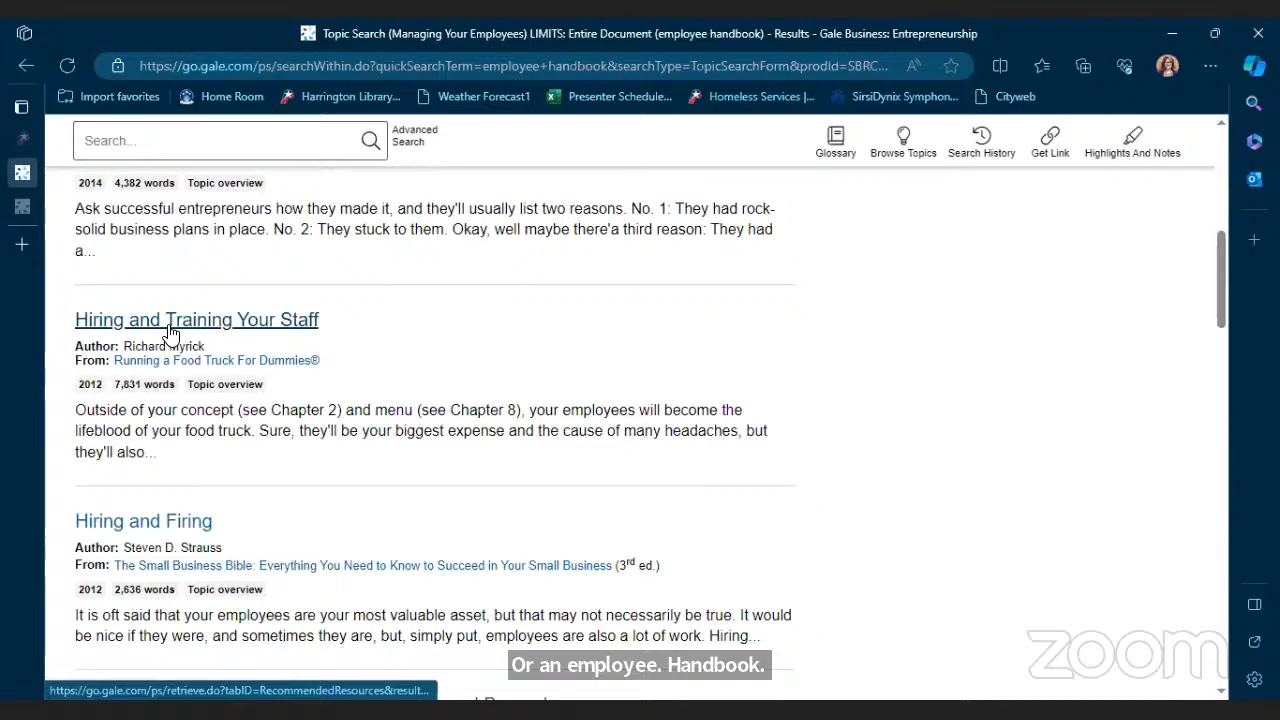 Topic Search (Managing Your Employees) LIMITS: Entire Document (employee handbook) - Results - Gale Business: Entrepreneurship
https://go.gale.com/ps/searchWithin.do?quickSearchTerm=employee+handbook&searchType=TopicSearchForm&prodId=SBRC...
Import favorites Home Room Harrington Library... Weather Forecast1 Presenter Schedule... Homeless Services |... SirsiDynix Symphon... Cityweb
Search... Advanced
Search
Glossary Browse Topics Search History Get Link Highlights And Notes
2014 4,382 words Topic overview
Ask successful entrepreneurs how they made it, and they'll usually list two reasons. No. 1: They had rock-
solid business plans in place. No. 2: They stuck to them. Okay, well maybe there'a third reason: They had
a...
Hiring and Training Your Staff
Author: Richard Myrick
From: Running a Food Truck For Dummies®
2012 7,831 words Topic overview
Outside of your concept (see Chapter 2) and menu (see Chapter 8), your employees will become the
lifeblood of your food truck. Sure, they'll be your biggest expense and the cause of many headaches, but
they'll also...
Hiring and Firing
Author: Steven D. Strauss
From: The Small Business Bible: Everything You Need to Know to Succeed in Your Small Business (3rd ed.)
2012 2,636 words Topic overview
It is oft said that your employees are your most valuable asset, but that may not necessarily be true. It would
be nice if they were, and sometimes they are, but, simply put, employees are also a lot of work. Hiring...
Or an employee. Handbook.
zoom
https://go.gale.com/ps/retrieve.do?tabID=RecommendedResources&result...